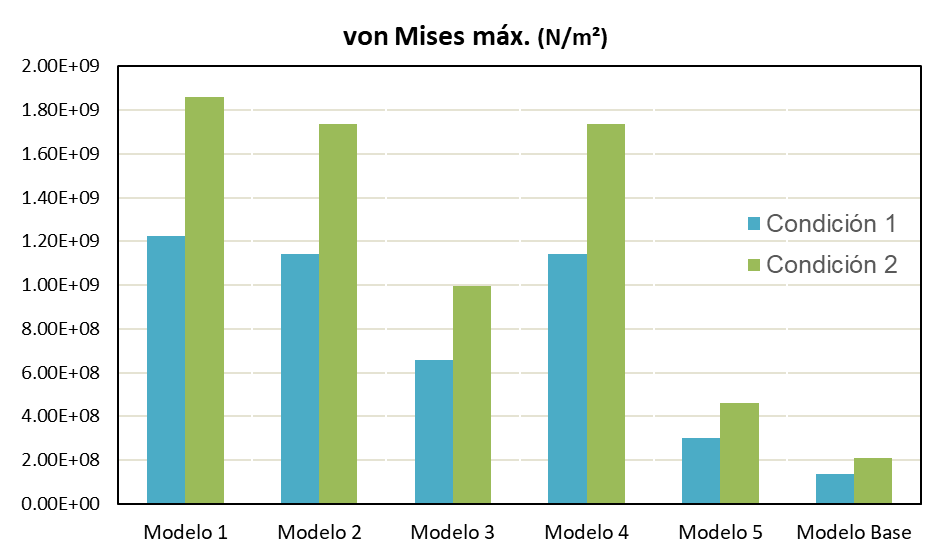 von Mises máx. (N/m²)
2.00E+09
1.80E+09
1.60E+09
1.40E+09
1.20E+09
1.00E+09
8.00E+08
6.00E+08
4.00E+08
2.00E+08
0.00E+00
Condición 1
Condición 2
Modelo 1
Modelo 2
Modelo 3
Modelo 4
Modelo 5
Modelo Base